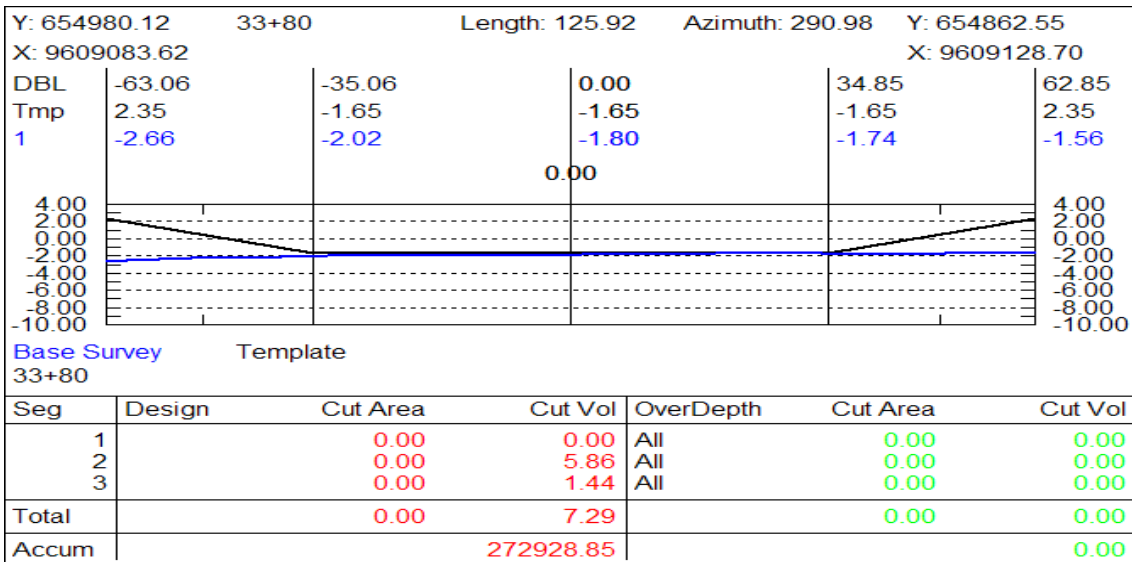 Y: 654980.12 33+80 Length: 125.92 Azimuth: 290.98 Y: 654862.55
X: 9609083.62 X: 9609128.70
DBL -63.06 -35.06 0.00 34.85 62.85
Tmp 2.35 -1.65 -1.65 -1.65 2.35
1 -2.66 -2.02 -1.80 -1.74 -1.56
0.00
4.00 4.00
2.00 2.00
0.00 0.00
-2.00 -2.00
-4.00 -4.00
-6.00 -6.00
-8.00 -8.00
-10.00 -10.00
Base Survey Template
33+80
Seg Design Cut Area Cut Vol OverDepth Cut Area Cut Vol
1 0.00 0.00 All 0.00 0.00
2 0.00 5.86 All 0.00 0.00
3 0.00 1.44 All 0.00 0.00
Total 0.00 7.29 0.00 0.00
Accum 272928.85 0.00